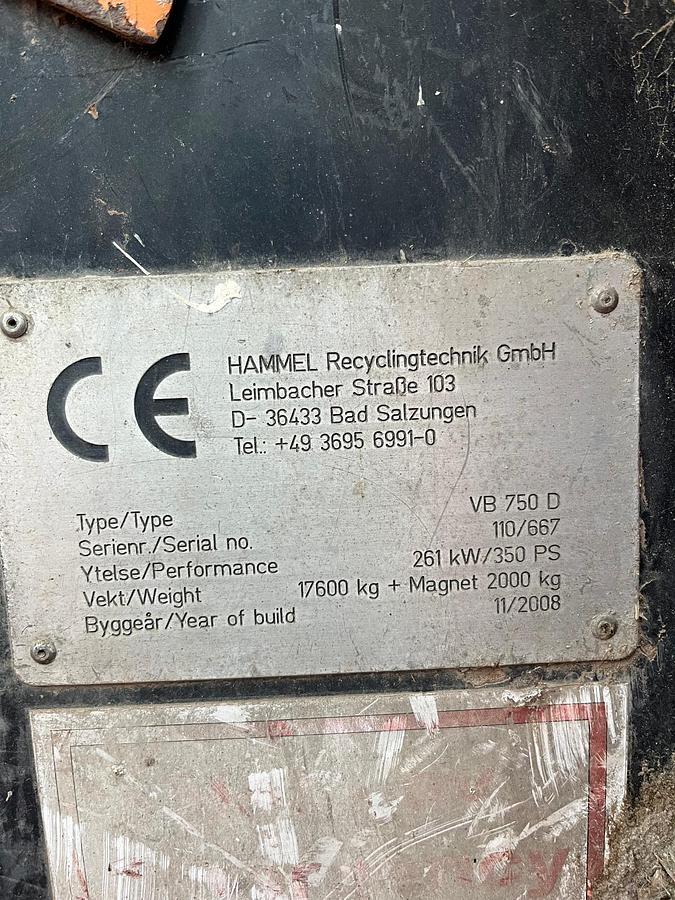 CE
HAMMEL Recyclingtechnik GmbH
Leimbacher Straße 103
D- 36433 Bad Salzungen
Tel.: +49 3695 6991-0
Type/Type VB 750 D
Serienr./Serial no. 110/667
Ytelse/Performance 261 kW/350 PS
Vekt/Weight 17600 kg + Magnet 2000 kg
Byggeår/Year of build 11/2008